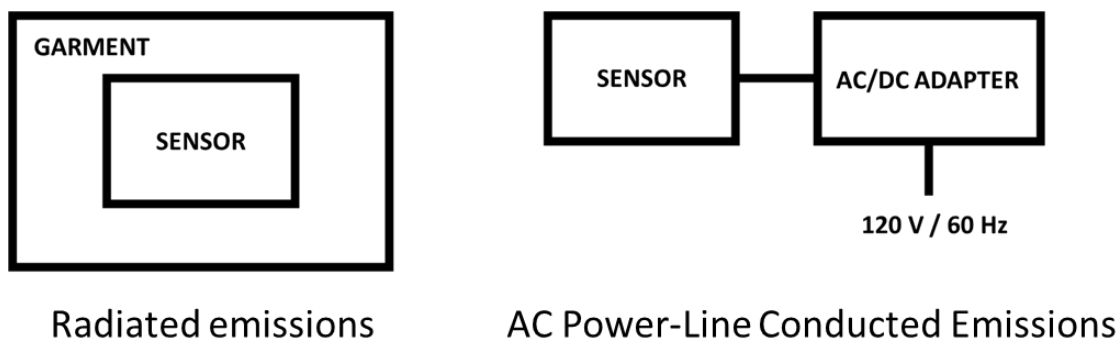 GARMENT
SENSOR
Radiated emissions
SENSOR
AC/DC ADAPTER
120 V / 60 Hz
AC Power-Line Conducted Emissions